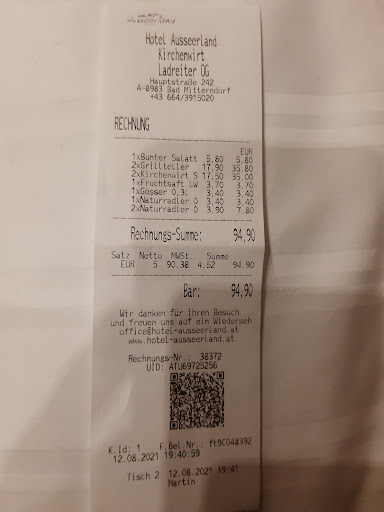 Ausseerland
Hotel Ausseerland
Kirchenwirt
Ladreiter OG
Hauptstraße 242
A-8983 Bad Mitterndorf
+43 664/3915020
RECHNUNG
EUR
1xBunter Salatt 5,80 5,80
2xGrillteller 17,90 35,80
2xKirchenwirt S 17,50 35,00
1xFruchtsaft LW 3,70 3,70
1xGösser 0,3L 3,40 3,40
1xNaturradler 0 3,40 3,40
2xNaturradler 0 3,90 7,80
Rechnungs-Summe: 94,90
Satz Netto MWSt. Summe
EUR 5 90,38 4,52 94,90
Bar: 94,90
Wir danken für ihren Besuch
und freuen uns auf ein Wiederseh
office@hotel-ausseerland.at
www.hotel-ausseerland.at
Rechnungs-Nr.: 38372
UID: ATU69725256
K.Id: 1 F.Bel.Nr.: ft9C04#392
12.08.2021 19:40:59
Tisch 2 12.08.2021 19:41
Martin